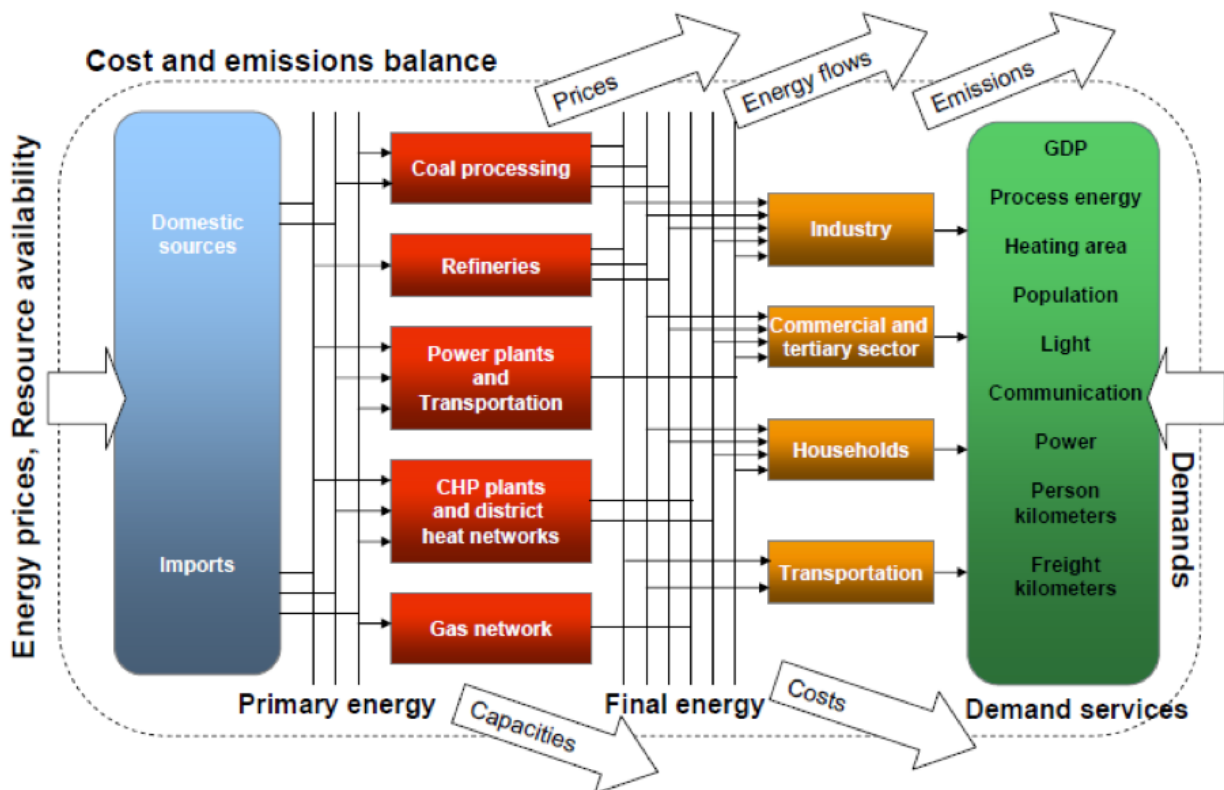 Cost and emissions balance
Prices
Energy flows
Emissions
Energy prices, Resource availability
Domestic
sources
Imports
Coal processing
Refineries
Power plants
and
Transportation
CHP plants
and district
heat networks
Gas network
Industry
Commercial and
tertiary sector
Households
Transportation
GDP
Process energy
Heating area
Population
Light
Communication
Power
Person
kilometers
Freight
kilometers
Demands
Primary energy
Capacities
Final energy
Costs
Demand services